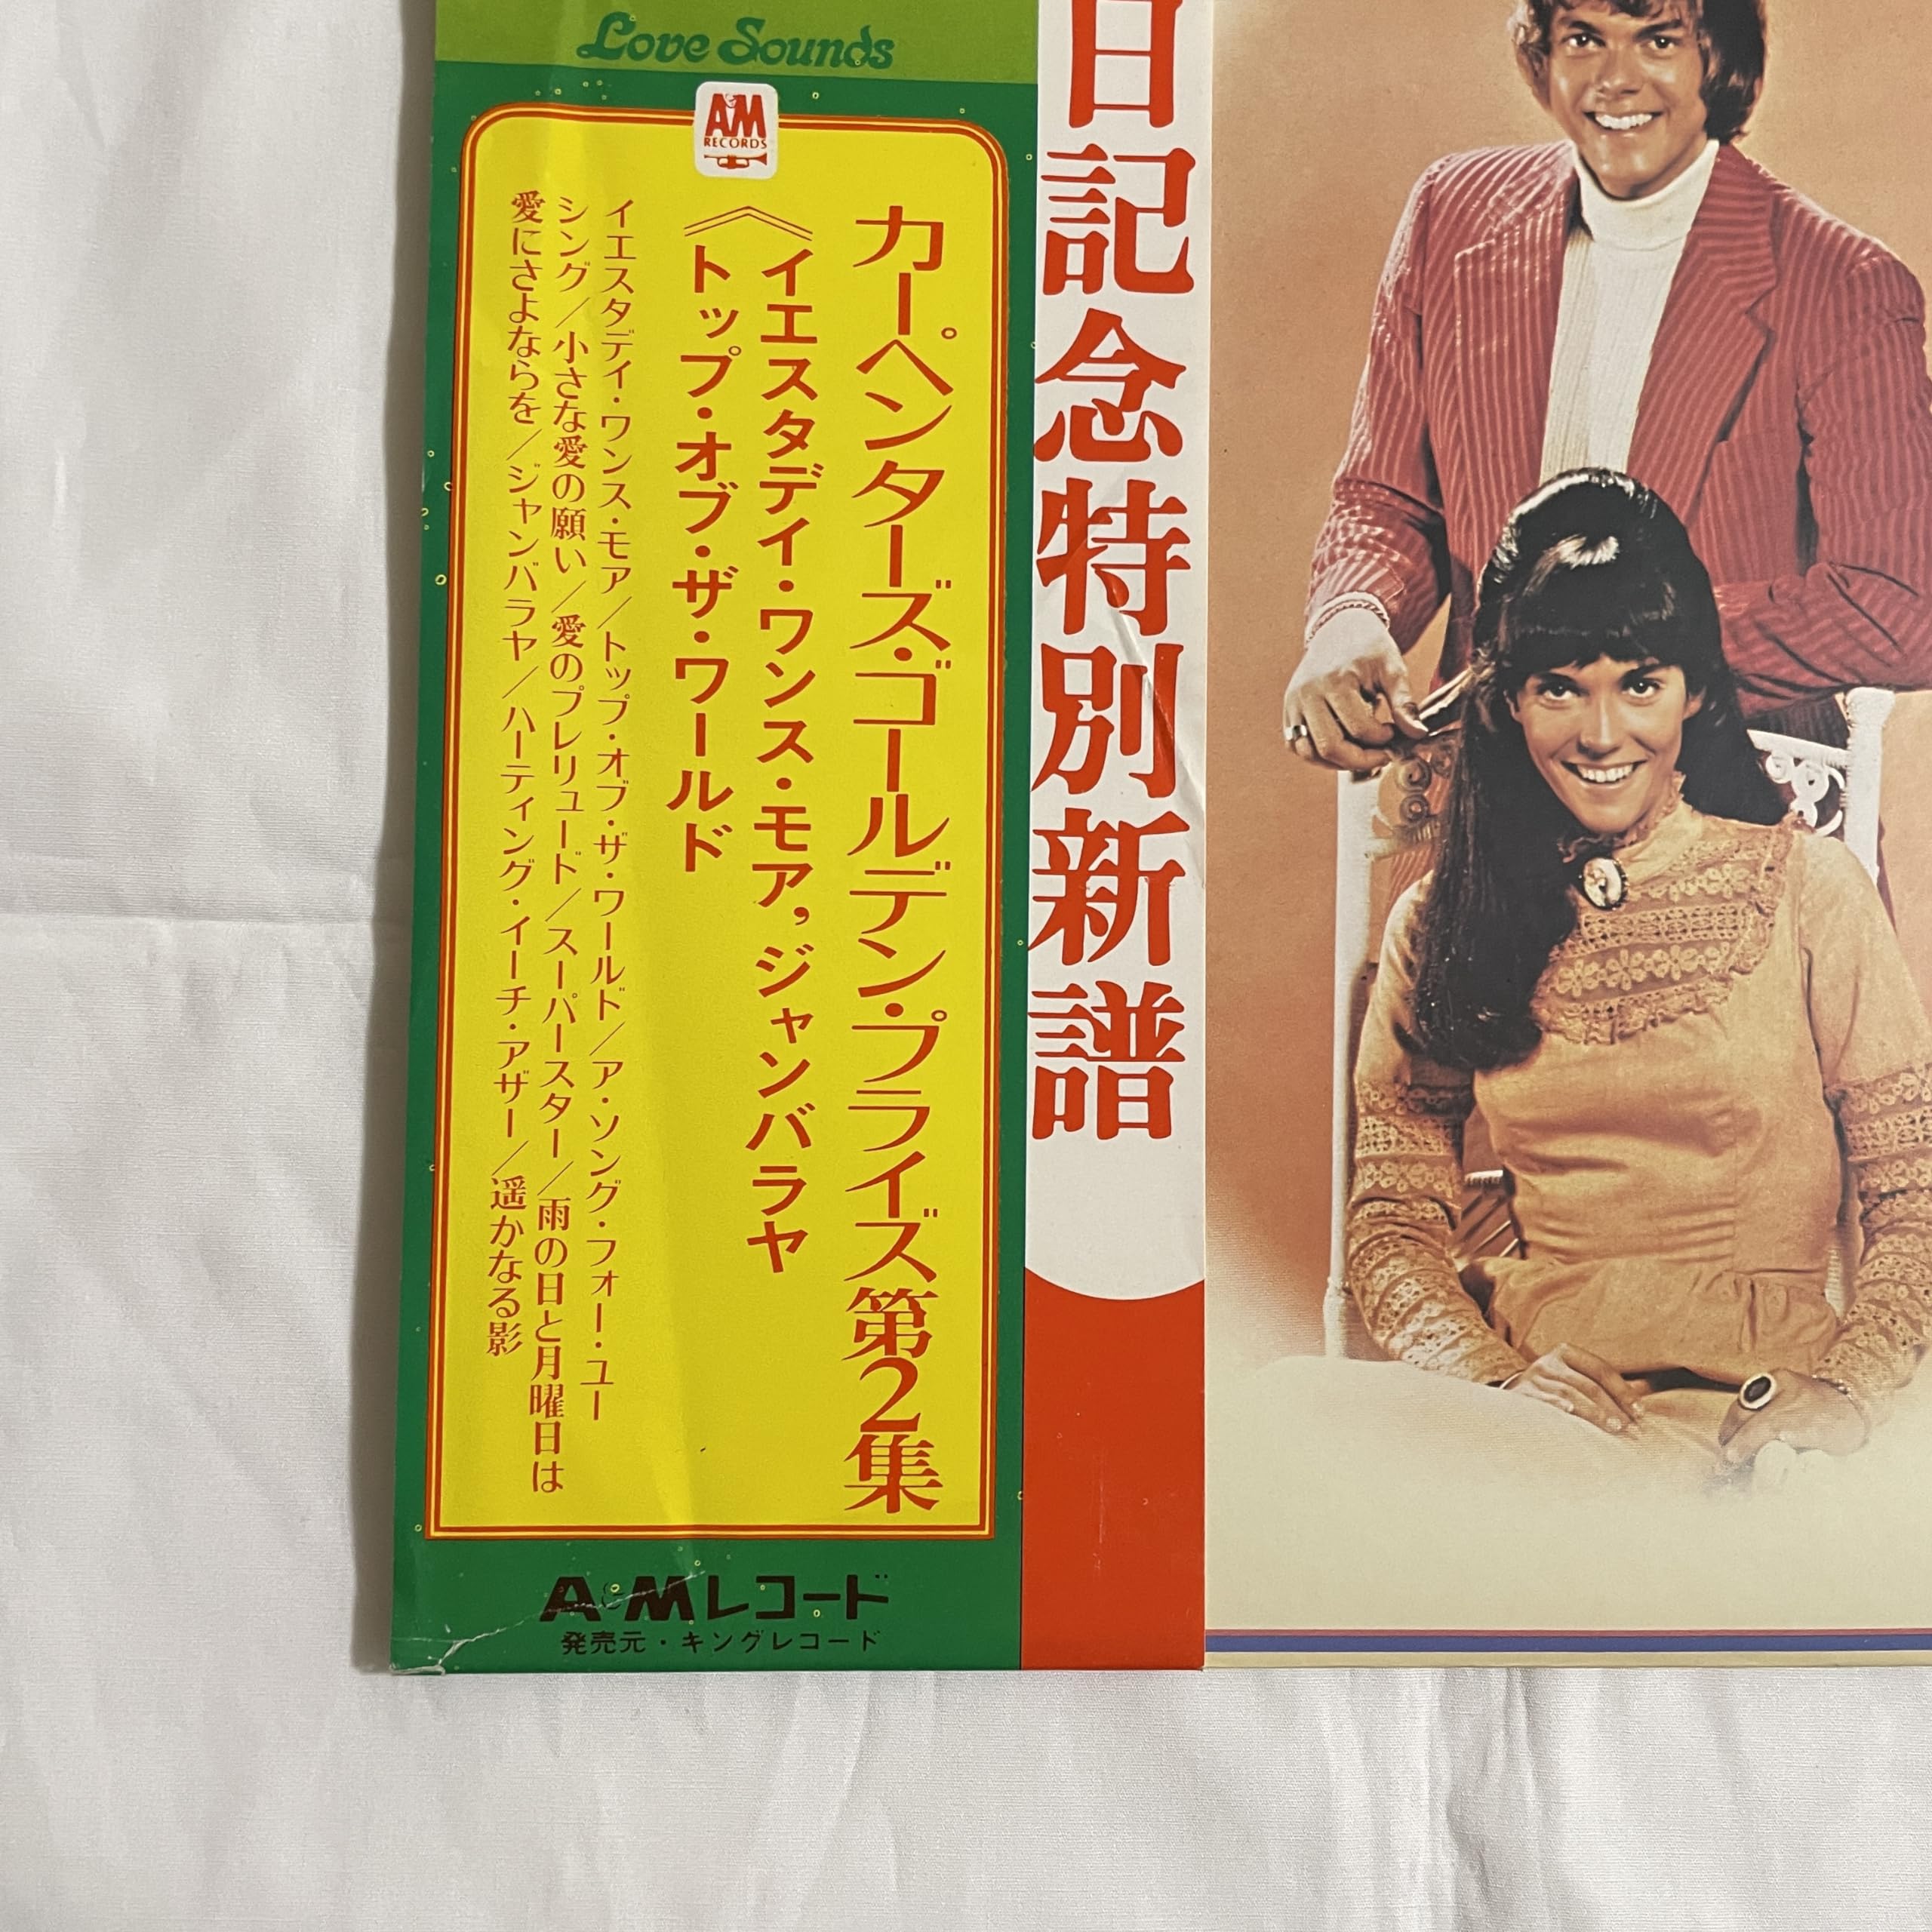 Love Sounds
A&M
RECORDS
日記念特別新譜
カーペンターズ・ゴールデン・プライズ第2集
《イエスタデイ・ワンス・モア，ジャンバラヤ
トップ・オブ・ザ・ワールド
イエスタデイ・ワンス・モア／トップ・オブ・ザ・ワールド／ア・ソング・フォー・ユー
シング／小さな愛の願い／愛のプレリュード／スーパースター／雨の日と月曜日は
愛にさよならを／ジャンバラヤ／ハーティング・イーチ・アザー／遥かなる影
A&Mレコード
発売元・キングレコード